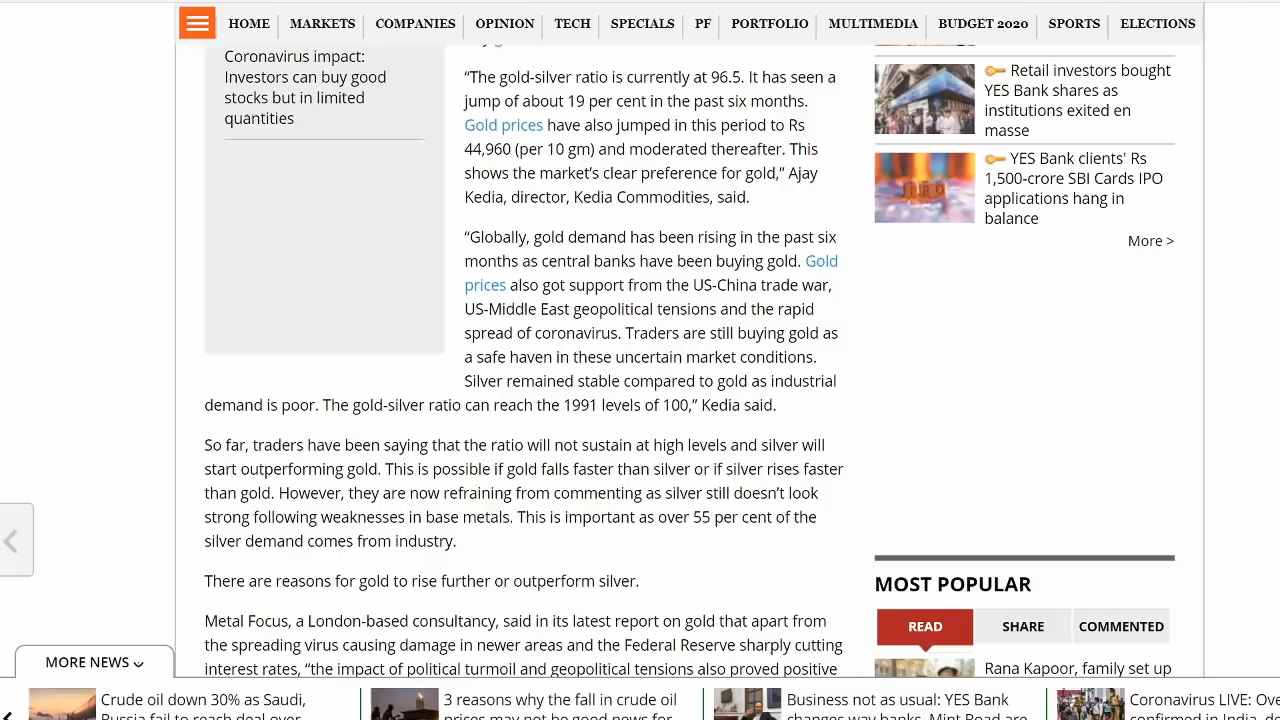 HOME MARKETS COMPANIES OPINION TECH SPECIALS PF PORTFOLIO MULTIMEDIA BUDGET 2020 SPORTS ELECTIONS
Coronavirus impact:
Investors can buy good
stocks but in limited
quantities
“The gold-silver ratio is currently at 96.5. It has seen a
jump of about 19 per cent in the past six months.
Gold prices have also jumped in this period to Rs
44,960 (per 10 gm) and moderated thereafter. This
shows the market’s clear preference for gold,” Ajay
Kedia, director, Kedia Commodities, said.
“Globally, gold demand has been rising in the past six
months as central banks have been buying gold. Gold
prices also got support from the US-China trade war,
US-Middle East geopolitical tensions and the rapid
spread of coronavirus. Traders are still buying gold as
a safe haven in these uncertain market conditions.
Silver remained stable compared to gold as industrial
demand is poor. The gold-silver ratio can reach the 1991 levels of 100,” Kedia said.
So far, traders have been saying that the ratio will not sustain at high levels and silver will
start outperforming gold. This is possible if gold falls faster than silver or if silver rises faster
than gold. However, they are now refraining from commenting as silver still doesn’t look
strong following weaknesses in base metals. This is important as over 55 per cent of the
silver demand comes from industry.
There are reasons for gold to rise further or outperform silver.
Metal Focus, a London-based consultancy, said in its latest report on gold that apart from
the spreading virus causing damage in newer areas and the Federal Reserve sharply cutting
interest rates, “the impact of political turmoil and geopolitical tensions also proved positive
Retail investors bought
YES Bank shares as
institutions exited en
masse
YES Bank clients' Rs
1,500-crore SBI Cards IPO
applications hang in
balance
More >
MOST POPULAR
READ SHARE COMMENTED
Rana Kapoor, family set up
MORE NEWS
Crude oil down 30% as Saudi,
Russia fail to reach deal over
3 reasons why the fall in crude oil
prices may not be good news for
Business not as usual: YES Bank
changes way banks, Mint Road are
Coronavirus LIVE:
confirmed in India,